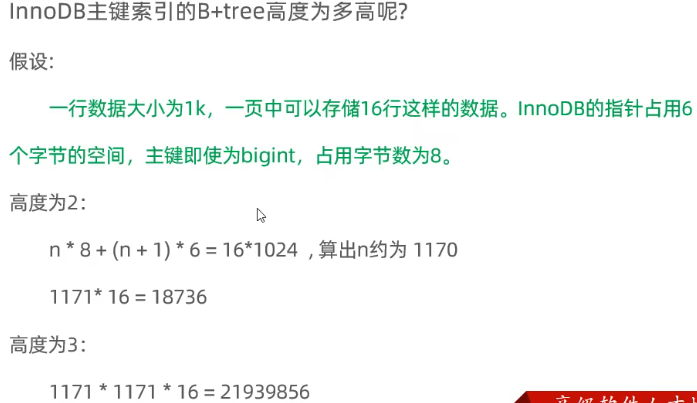 InnoDB主键索引的B+tree高度为多高呢?
假设:
一行数据大小为1k，一页中可以存储16行这样的数据。InnoDB的指针占用6
个字节的空间，主键即使为bigint，占用字节数为8。
高度为2：
n * 8 + (n + 1) * 6 = 16*1024 , 算出n约为 1170
1171* 16 = 18736
高度为3：
1171 * 1171 * 16 = 21939856